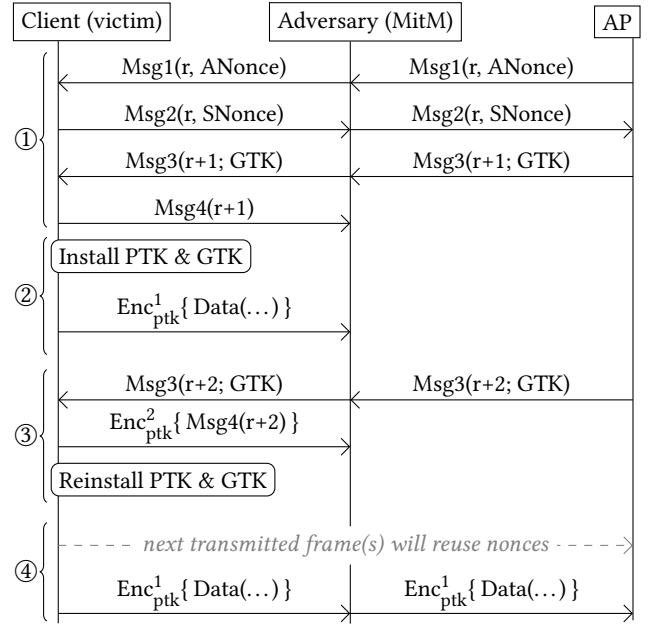 Client (victim) Adversary (MitM) AP
Msg1(r, ANonce) Msg1(r, ANonce)
Msg2(r, SNonce) Msg2(r, SNonce)
①
Msg3(r+1; GTK) Msg3(r+1; GTK)
Msg4(r+1)
Install PTK & GTK
②
Enc¹ₚₜₖ{ Data(…) }
Msg3(r+2; GTK) Msg3(r+2; GTK)
Enc²ₚₜₖ{ Msg4(r+2) }
③
Reinstall PTK & GTK
next transmitted frame(s) will reuse nonces
④
Enc¹ₚₜₖ{ Data(…) } Enc¹ₚₜₖ{ Data(…) }